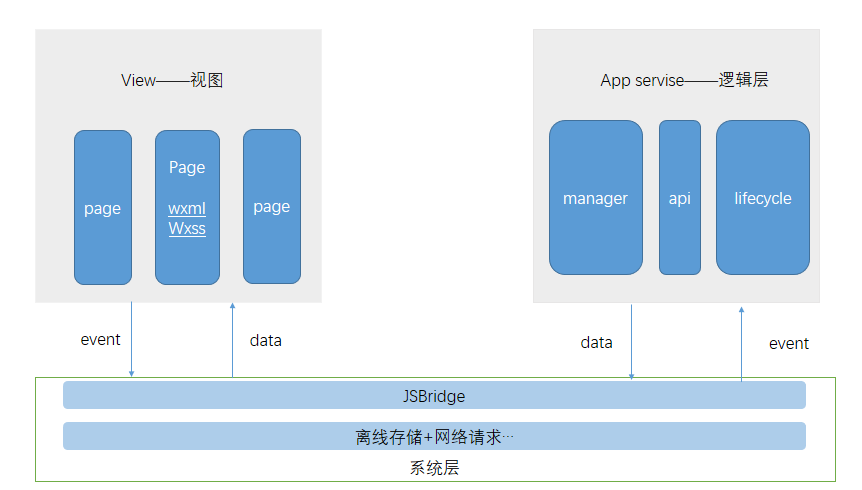 View——视图
page
Page
wxml
Wxss
page
App servise——逻辑层
manager
api
lifecycle
event
data
data
event
JSBridge
离线存储+网络请求…
系统层